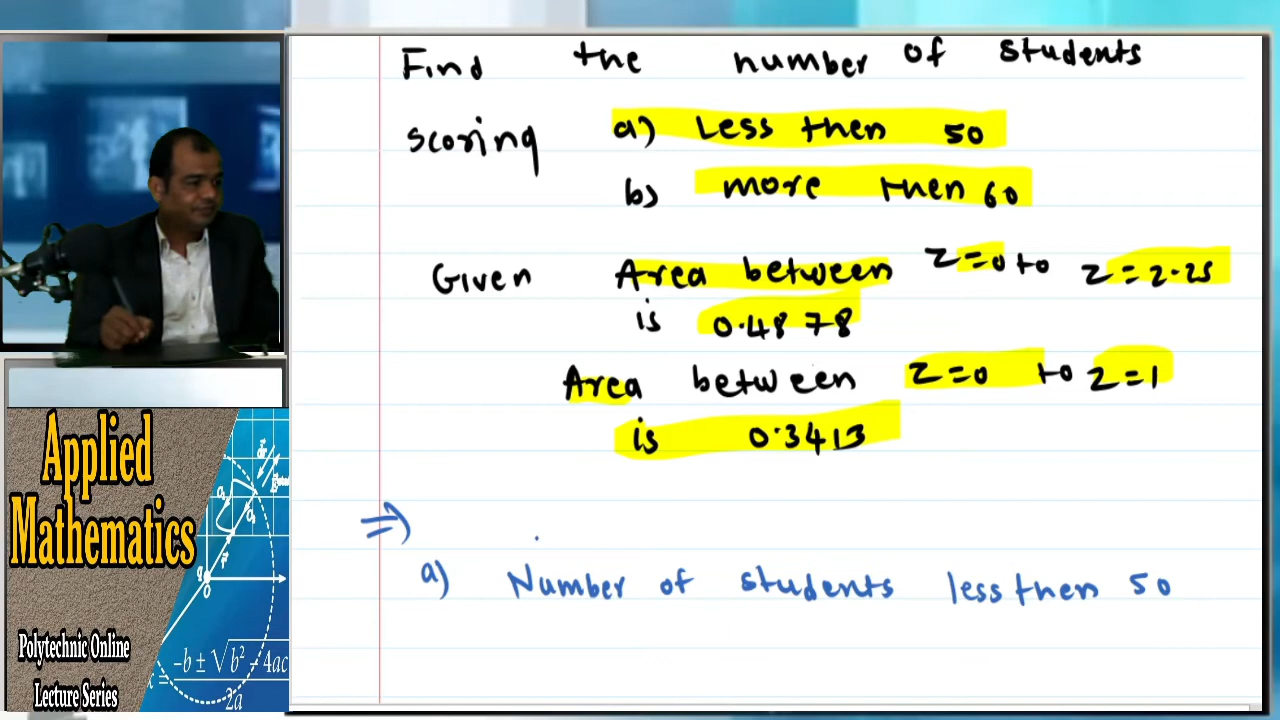 Find the number of students
scoring a) Less then 50
b) more then 60
Given Area between z=0 to z=2.25
is 0.4878
Area between z=0 to z=1
is 0.3413
⇒
a) Number of students less then 50
Applied
Mathematics
Polytechnic Online
Lecture Series
-b ± √b² - 4ac
2a